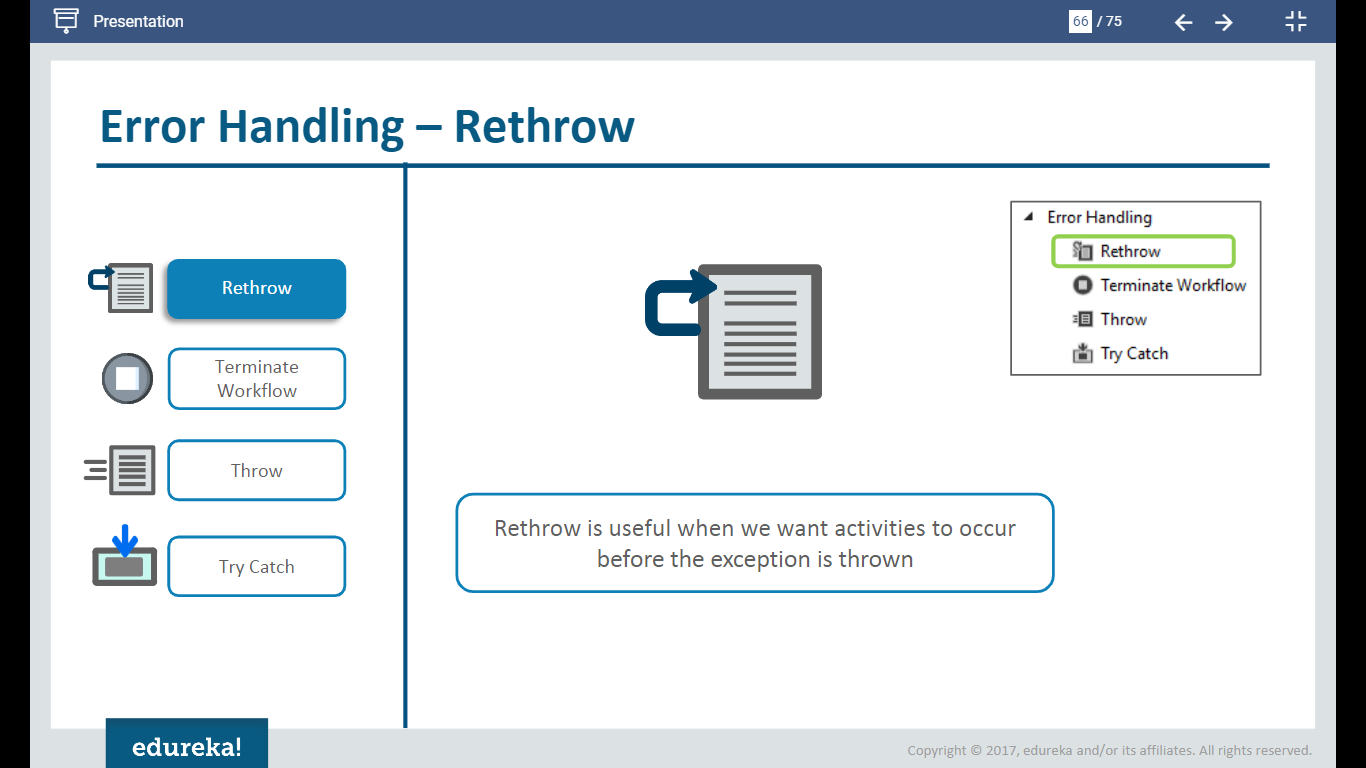 Presentation
66 / 75
Error Handling – Rethrow
Rethrow
Terminate
Workflow
Throw
Try Catch
Error Handling
Rethrow
Terminate Workflow
Throw
Try Catch
Rethrow is useful when we want activities to occur
before the exception is thrown
edureka!
Copyright © 2017, edureka and/or its affiliates. All rights reserved.